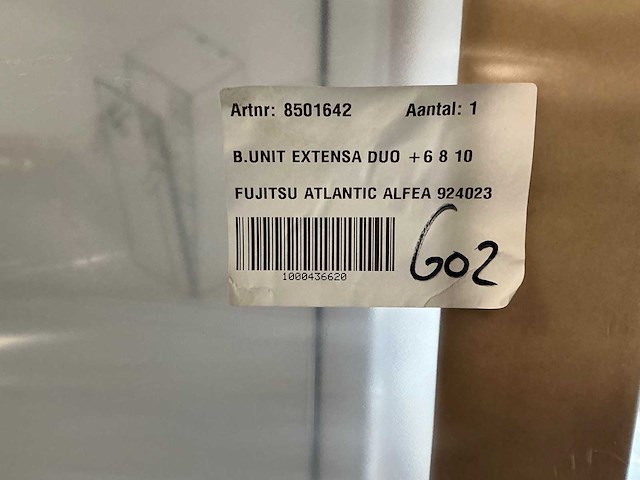 Artnr: 8501642 Aantal: 1
B.UNIT EXTENSA DUO +6 8 10
FUJITSU ATLANTIC ALFEA 924023
1000436620
G02